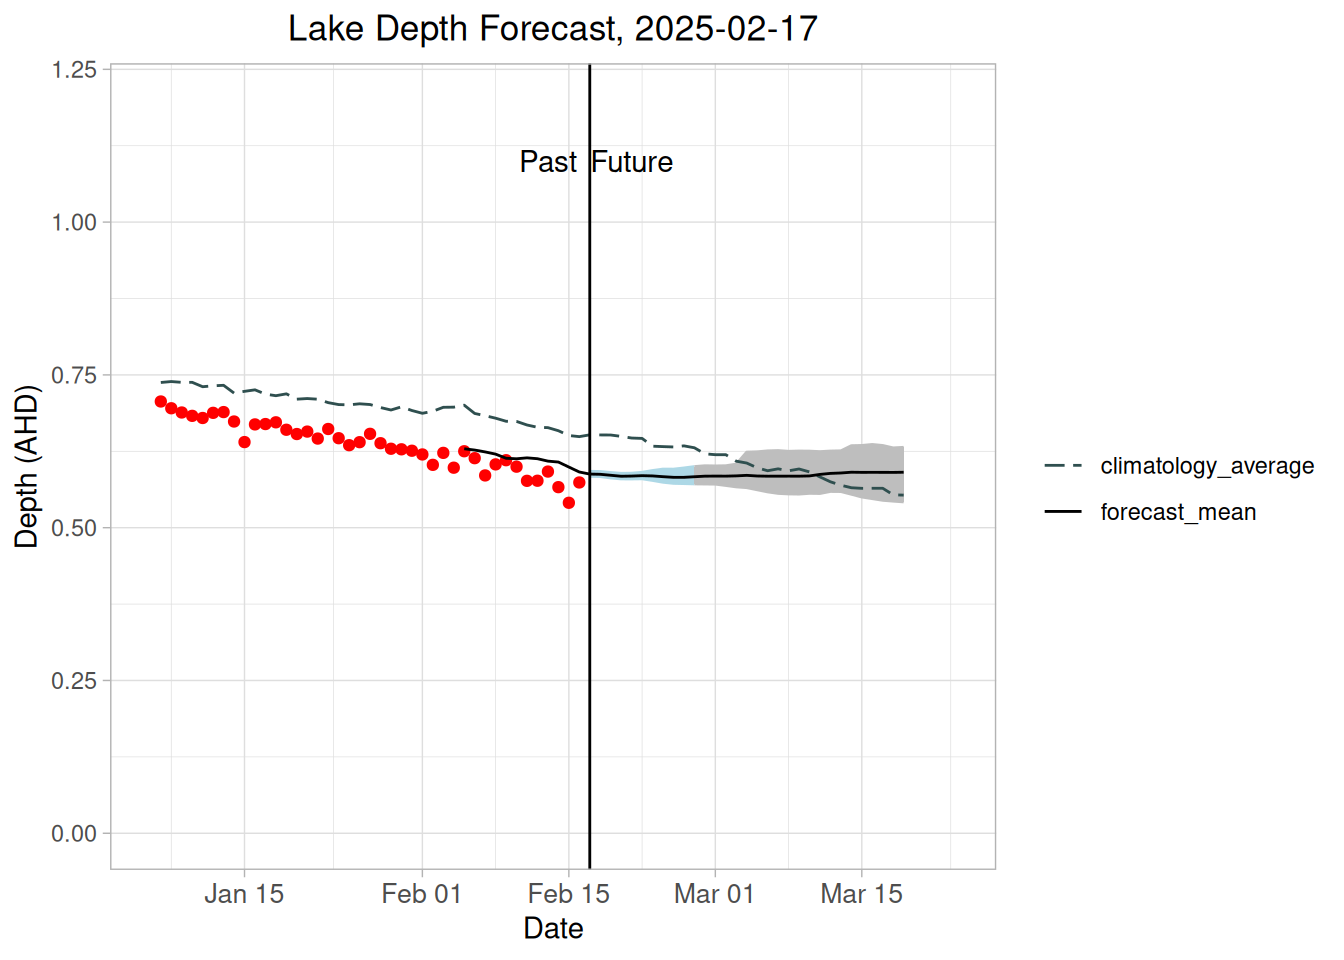 Lake Depth Forecast, 2025-02-17
1.25
Past Future
1.00
0.75
0.50
0.25
0.00
Depth (AHD)
Jan 15 Feb 01 Feb 15 Mar 01 Mar 15
Date
climatology_average
forecast_mean